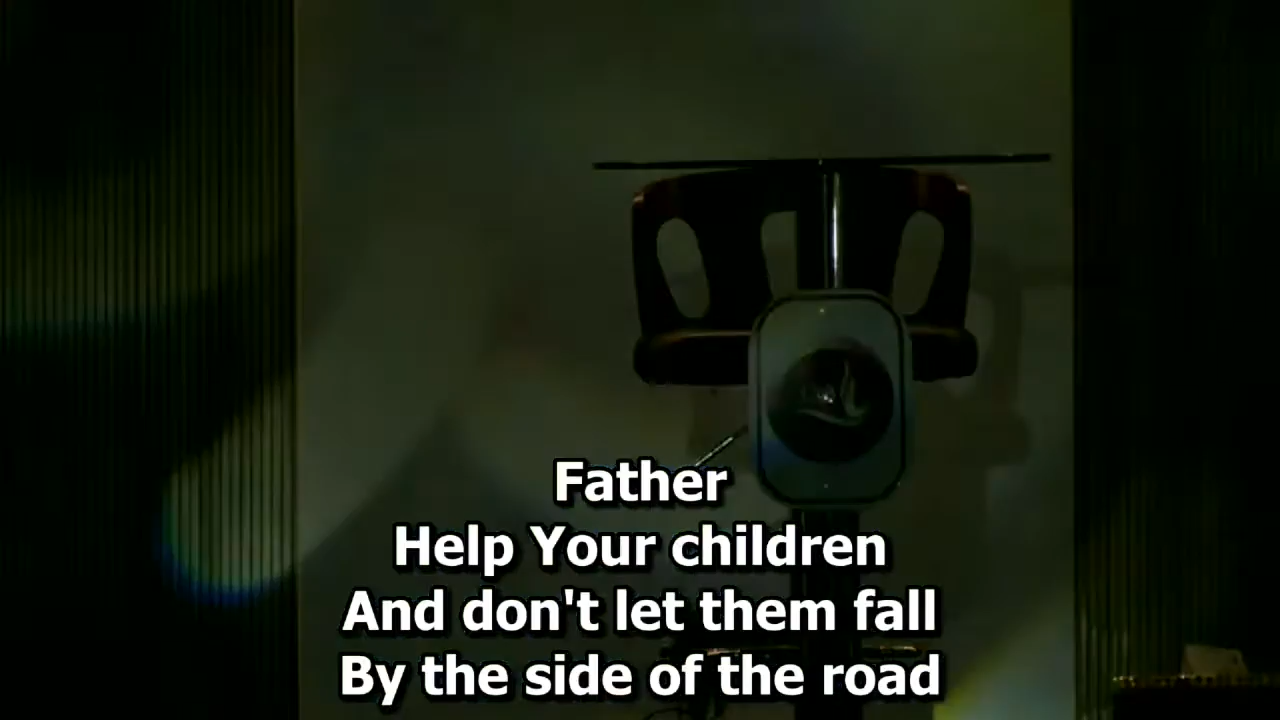 Father
Help Your children
And don't let them fall
By the side of the road